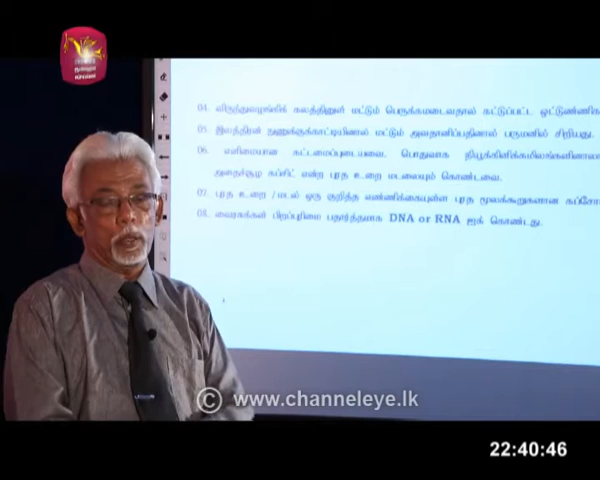 04. விருந்துவழங்கிக் கலத்தினுள் மட்டும் பெருக்கமடைவதால் கட்டுப்பட்ட ஒட்டுண்ணிக
05. இலத்திரன் நுணுக்குக்காட்டியினால் மட்டும் அவதானிப்பதினால் பருமனில் சிறியது.
06. எளிமையான கட்டமைப்புடையவை. பொதுவாக நியூக்கிளிக்கமிலங்களினாலா
அதைச்சூழ கப்சிட் என்ற புரத உறை மடலையும் கொண்டவை.
07. புரத உறை / மடல் ஒரு குறித்த எண்ணிக்கையுள்ள புரத மூலக்கூறுகளான கப்சோ
08. வைரசுக்கள் பிறப்புரிமை பதார்த்தமாக DNA or RNA ஐக் கொண்டது.
© www.channeleye.lk
22:40:46